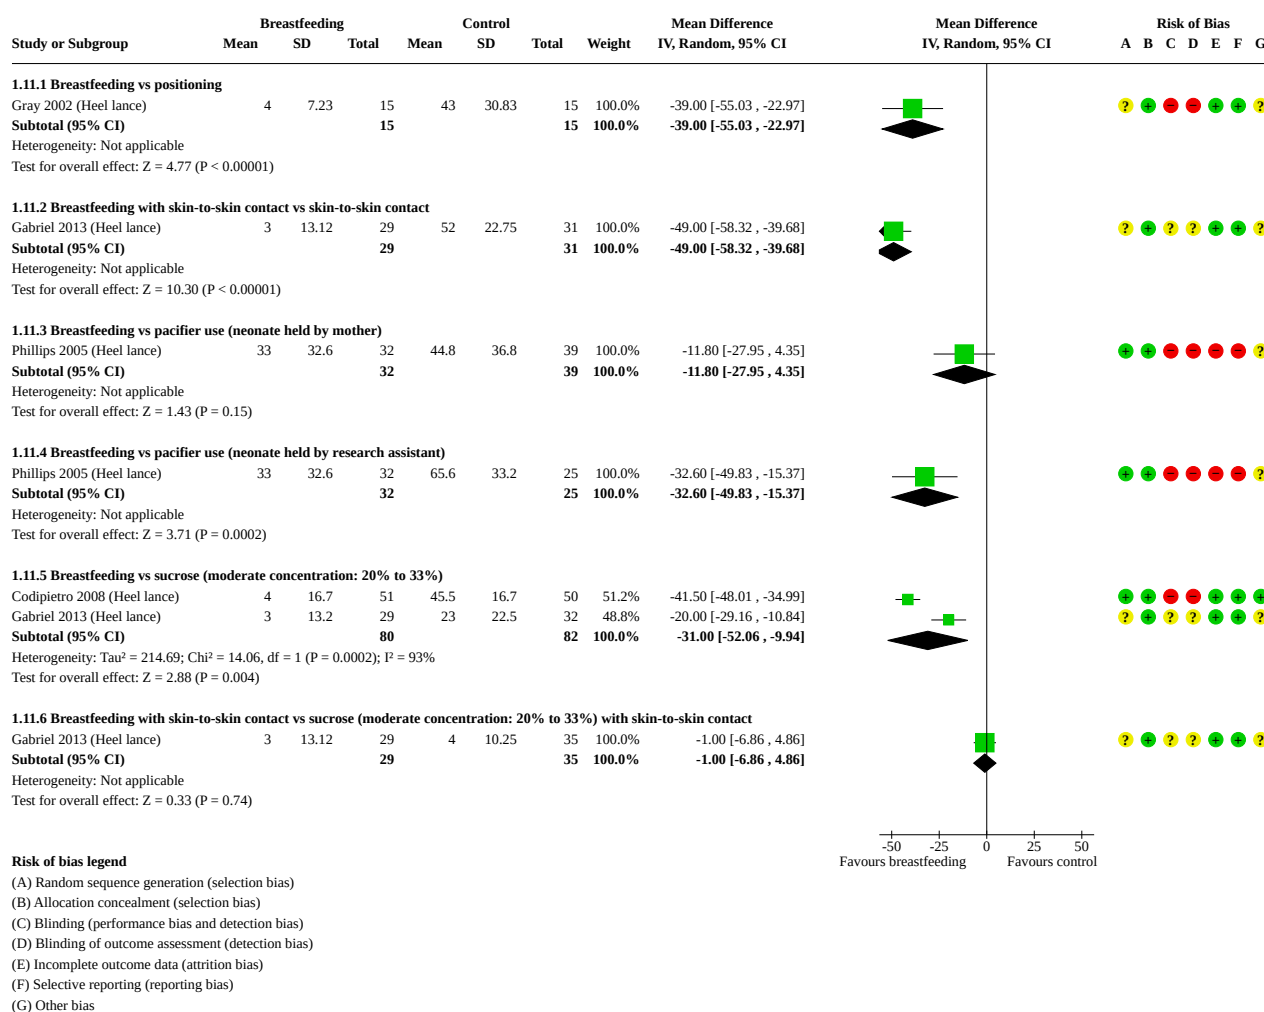 Breastfeeding Control Mean Difference Mean Difference Risk of Bias
Study or Subgroup Mean SD Total Mean SD Total Weight IV, Random, 95% CI IV, Random, 95% CI A B C D E F G
1.11.1 Breastfeeding vs positioning
Gray 2002 (Heel lance) 4 7.23 15 43 30.83 15 100.0% -39.00 [-55.03 , -22.97] ? + − − + + ?
Subtotal (95% CI) 15 15 100.0% -39.00 [-55.03 , -22.97]
Heterogeneity: Not applicable
Test for overall effect: Z = 4.77 (P < 0.00001)
1.11.2 Breastfeeding with skin-to-skin contact vs skin-to-skin contact
Gabriel 2013 (Heel lance) 3 13.12 29 52 22.75 31 100.0% -49.00 [-58.32 , -39.68] ? + ? ? + + ?
Subtotal (95% CI) 29 31 100.0% -49.00 [-58.32 , -39.68]
Heterogeneity: Not applicable
Test for overall effect: Z = 10.30 (P < 0.00001)
1.11.3 Breastfeeding vs pacifier use (neonate held by mother)
Phillips 2005 (Heel lance) 33 32.6 32 44.8 36.8 39 100.0% -11.80 [-27.95 , 4.35] + + − − − − ?
Subtotal (95% CI) 32 39 100.0% -11.80 [-27.95 , 4.35]
Heterogeneity: Not applicable
Test for overall effect: Z = 1.43 (P = 0.15)
1.11.4 Breastfeeding vs pacifier use (neonate held by research assistant)
Phillips 2005 (Heel lance) 33 32.6 32 65.6 33.2 25 100.0% -32.60 [-49.83 , -15.37] + + − − − − ?
Subtotal (95% CI) 32 25 100.0% -32.60 [-49.83 , -15.37]
Heterogeneity: Not applicable
Test for overall effect: Z = 3.71 (P = 0.0002)
1.11.5 Breastfeeding vs sucrose (moderate concentration: 20% to 33%)
Codipietro 2008 (Heel lance) 4 16.7 51 45.5 16.7 50 51.2% -41.50 [-48.01 , -34.99] + + − − + + +
Gabriel 2013 (Heel lance) 3 13.2 29 23 22.5 32 48.8% -20.00 [-29.16 , -10.84] ? + ? ? + + ?
Subtotal (95% CI) 80 82 100.0% -31.00 [-52.06 , -9.94]
Heterogeneity: Tau² = 214.69; Chi² = 14.06, df = 1 (P = 0.0002); I² = 93%
Test for overall effect: Z = 2.88 (P = 0.004)
1.11.6 Breastfeeding with skin-to-skin contact vs sucrose (moderate concentration: 20% to 33%) with skin-to-skin contact
Gabriel 2013 (Heel lance) 3 13.12 29 4 10.25 35 100.0% -1.00 [-6.86 , 4.86] ? + ? ? + + ?
Subtotal (95% CI) 29 35 100.0% -1.00 [-6.86 , 4.86]
Heterogeneity: Not applicable
Test for overall effect: Z = 0.33 (P = 0.74)
-50 -25 0 25 50
Favours breastfeeding Favours control
Risk of bias legend
(A) Random sequence generation (selection bias)
(B) Allocation concealment (selection bias)
(C) Blinding (performance bias and detection bias)
(D) Blinding of outcome assessment (detection bias)
(E) Incomplete outcome data (attrition bias)
(F) Selective reporting (reporting bias)
(G) Other bias